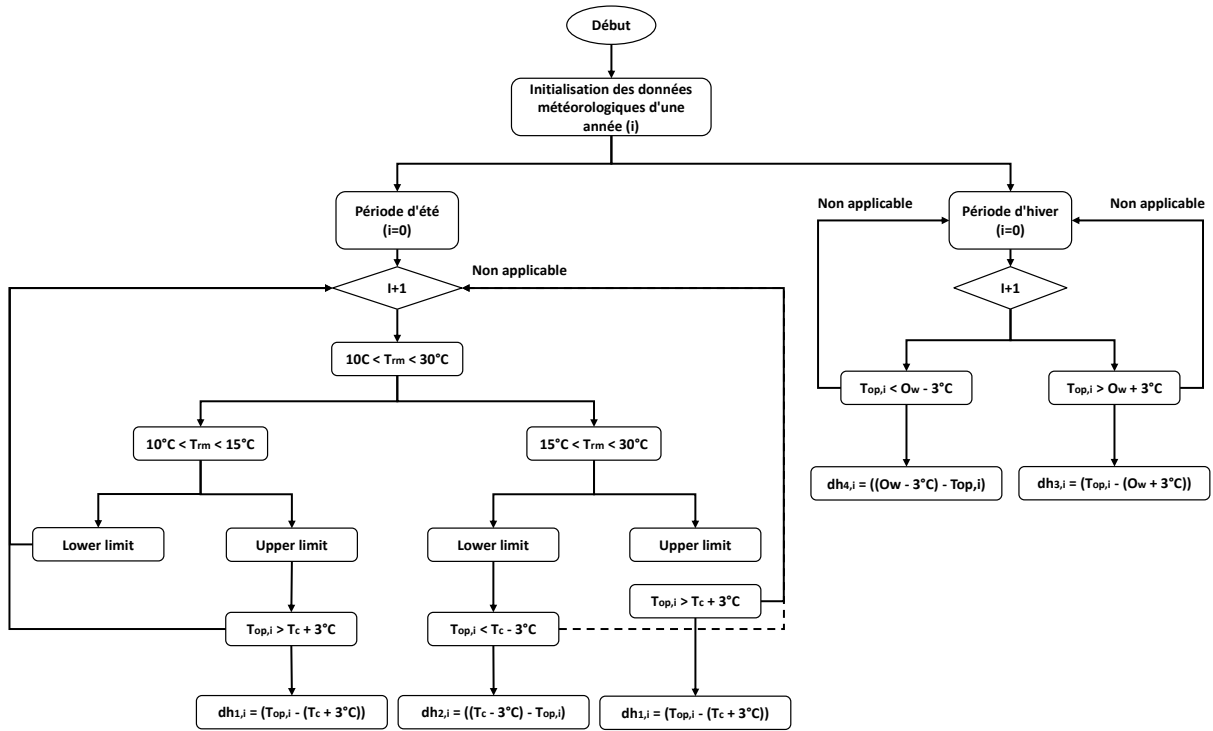 Début
Initialisation des données
météorologiques d'une
année (i)
Période d'été
(i=0)
Période d'hiver
(i=0)
Non applicable
Non applicable
Non applicable
I+1
I+1
10C < Trm < 30°C
Top,i < Ow - 3°C
Top,i > Ow + 3°C
10°C < Trm < 15°C
15°C < Trm < 30°C
dh4,i = ((Ow - 3°C) - Top,i)
dh3,i = (Top,i - (Ow + 3°C))
Lower limit
Upper limit
Lower limit
Upper limit
Top,i > Tc + 3°C
Top,i < Tc - 3°C
Top,i > Tc + 3°C
dh1,i = (Top,i - (Tc + 3°C))
dh2,i = ((Tc - 3°C) - Top,i)
dh1,i = (Top,i - (Tc + 3°C))